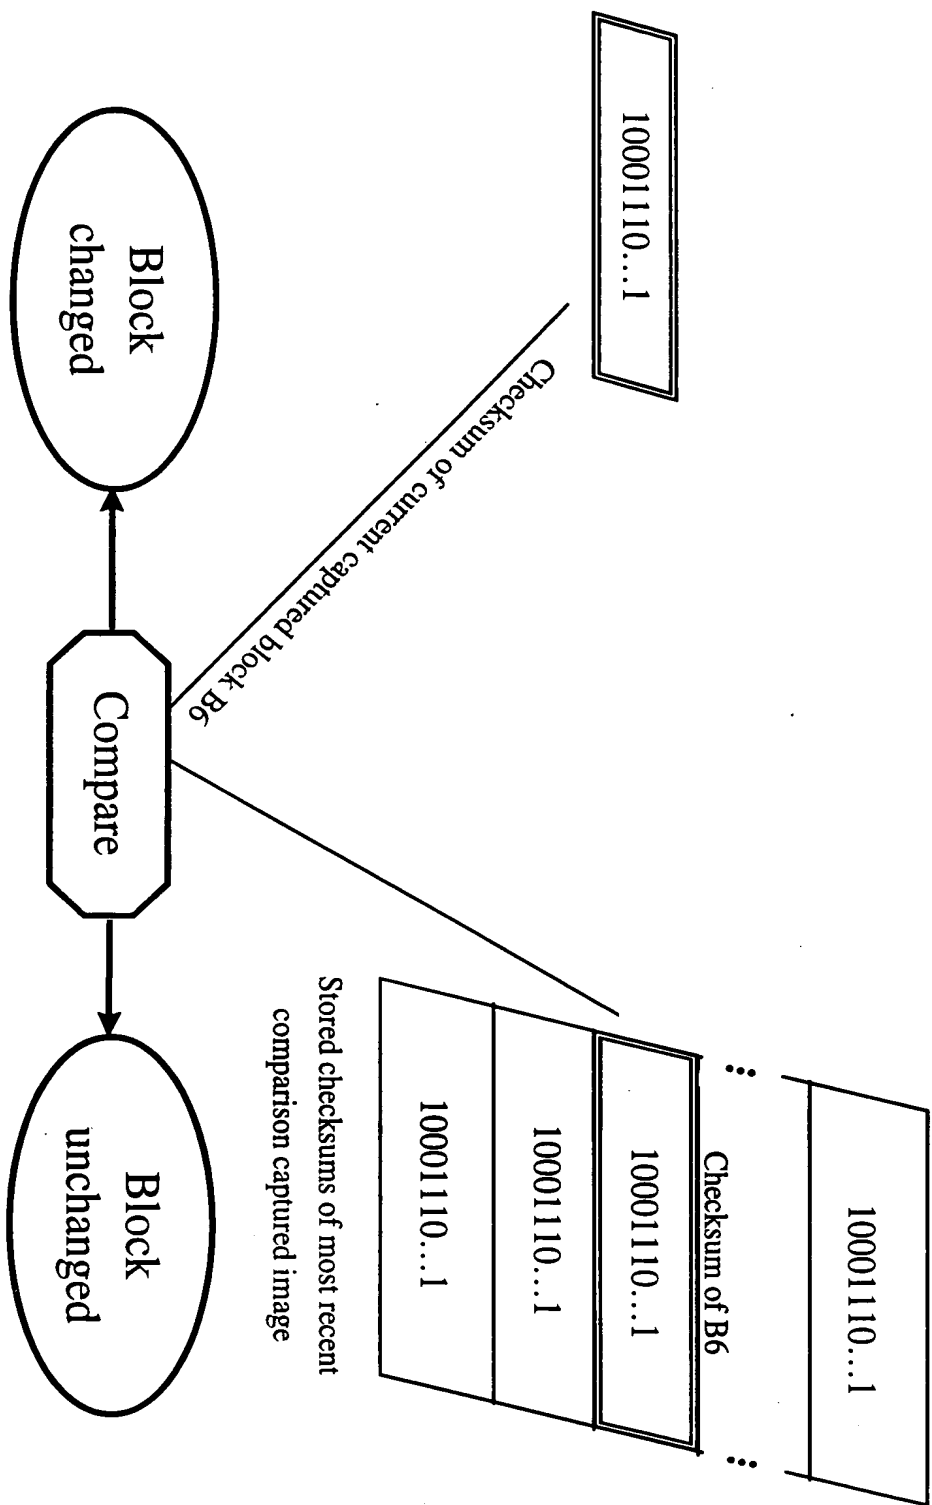 10001110...1
10001110...1
Checksum of B6
10001110...1
10001110...1
10001110...1
Stored checksums of most recent
comparison captured image
Checksum of current captured block B6
Block
changed
Compare
Block
unchanged